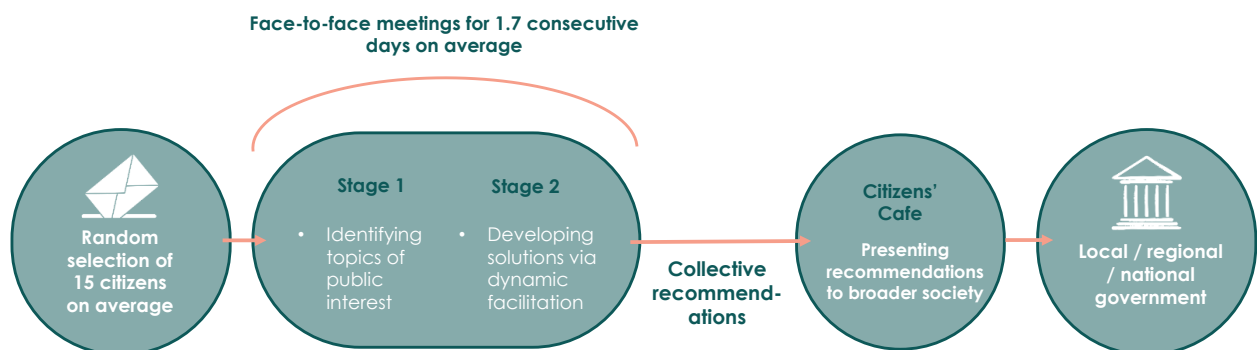 Face-to-face meetings for 1.7 consecutive
days on average
Random
selection of
15 citizens
on average
Stage 1
• Identifying
topics of
public
interest
Stage 2
• Developing
solutions via
dynamic
facilitation
Collective
recommend-
ations
Citizens’
Cafe
Presenting
recommendations
to broader society
Local / regional
/ national
government